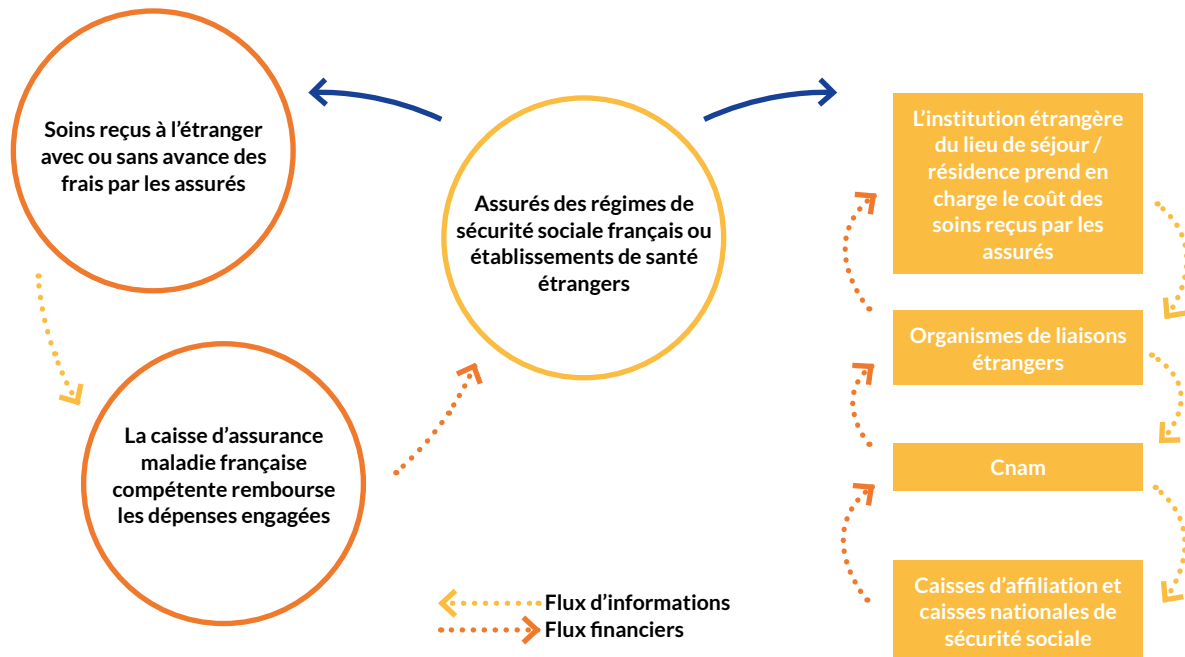 Soins reçus à l’étranger
avec ou sans avance des
frais par les assurés
La caisse d’assurance
maladie française
compétente rembourse
les dépenses engagées
Assurés des régimes de
sécurité sociale français ou
établissements de santé
étrangers
L’institution étrangère
du lieu de séjour /
résidence prend en
charge le coût des
soins reçus par les
assurés
Organismes de liaisons
étrangers
Cnam
Caisses d’affiliation et
caisses nationales de
sécurité sociale
Flux d’informations
Flux financiers